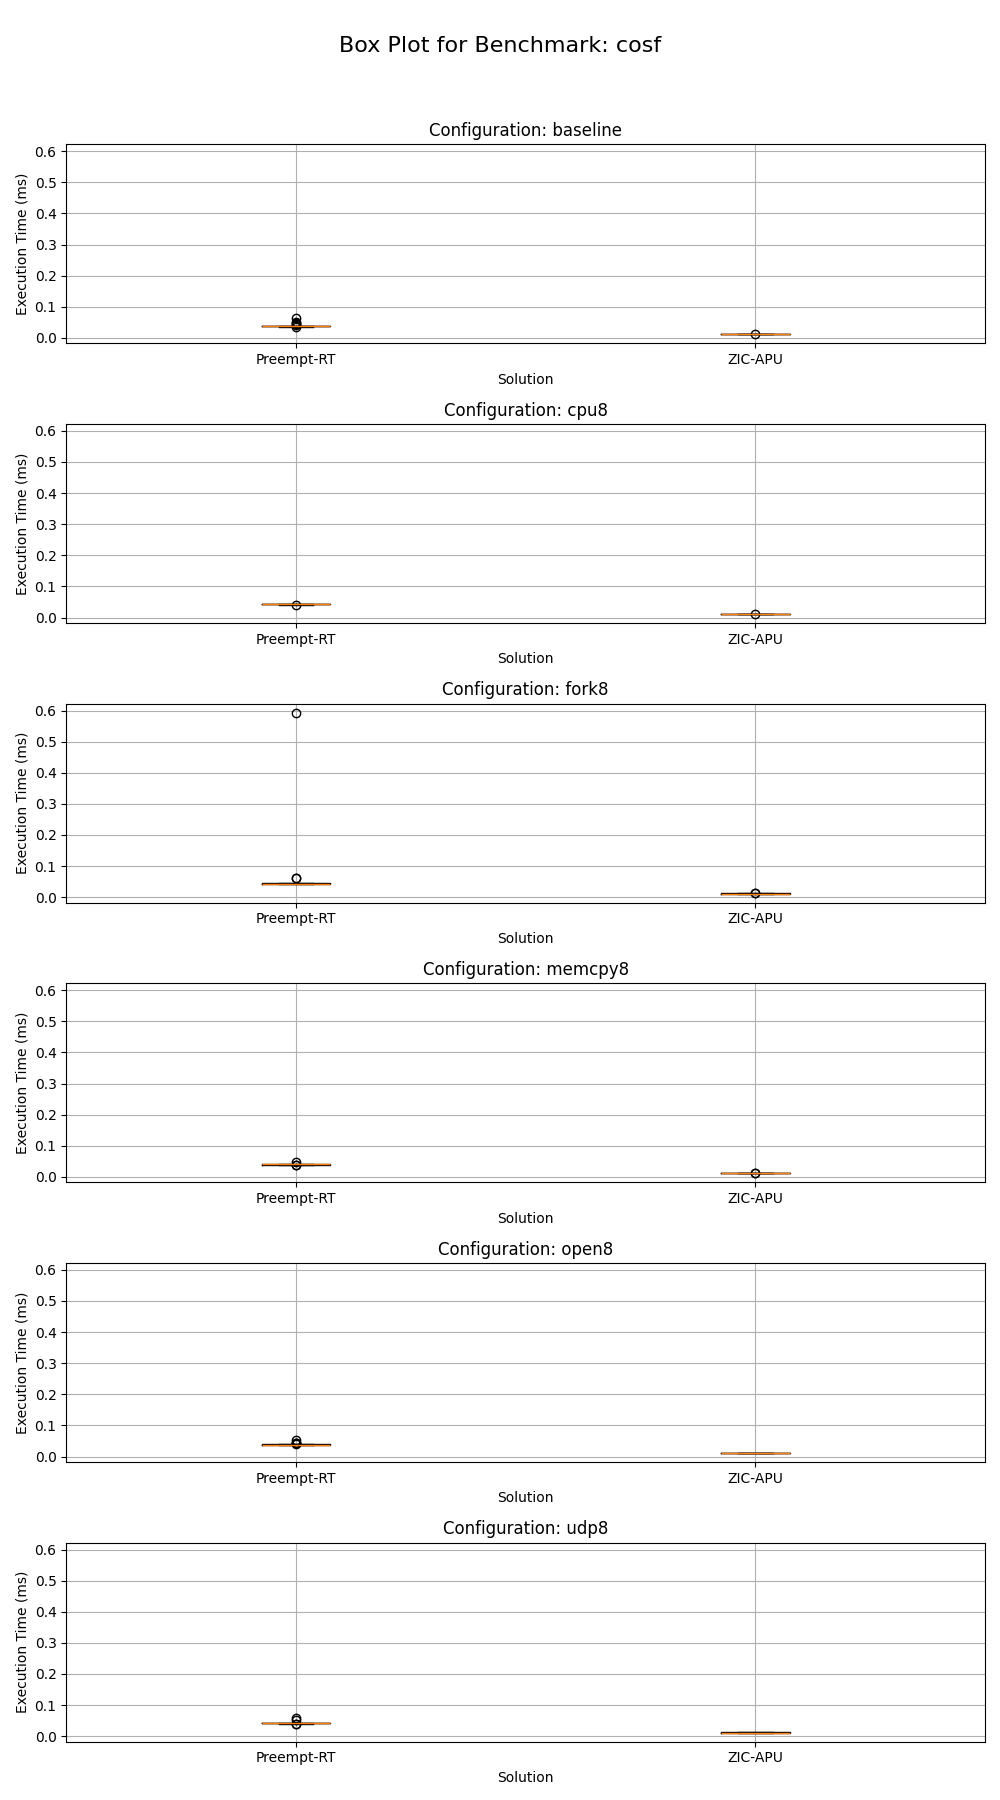 Box Plot for Benchmark: cosf
Configuration: baseline
0.6
0.5
0.4
0.3
0.2
0.1
0.0
Execution Time (ms)
Preempt-RT ZIC-APU
Solution
Configuration: cpu8
0.6
0.5
0.4
0.3
0.2
0.1
0.0
Execution Time (ms)
Preempt-RT ZIC-APU
Solution
Configuration: fork8
0.6
0.5
0.4
0.3
0.2
0.1
0.0
Execution Time (ms)
Preempt-RT ZIC-APU
Solution
Configuration: memcpy8
0.6
0.5
0.4
0.3
0.2
0.1
0.0
Execution Time (ms)
Preempt-RT ZIC-APU
Solution
Configuration: open8
0.6
0.5
0.4
0.3
0.2
0.1
0.0
Execution Time (ms)
Preempt-RT ZIC-APU
Solution
Configuration: udp8
0.6
0.5
0.4
0.3
0.2
0.1
0.0
Execution Time (ms)
Preempt-RT ZIC-APU
Solution